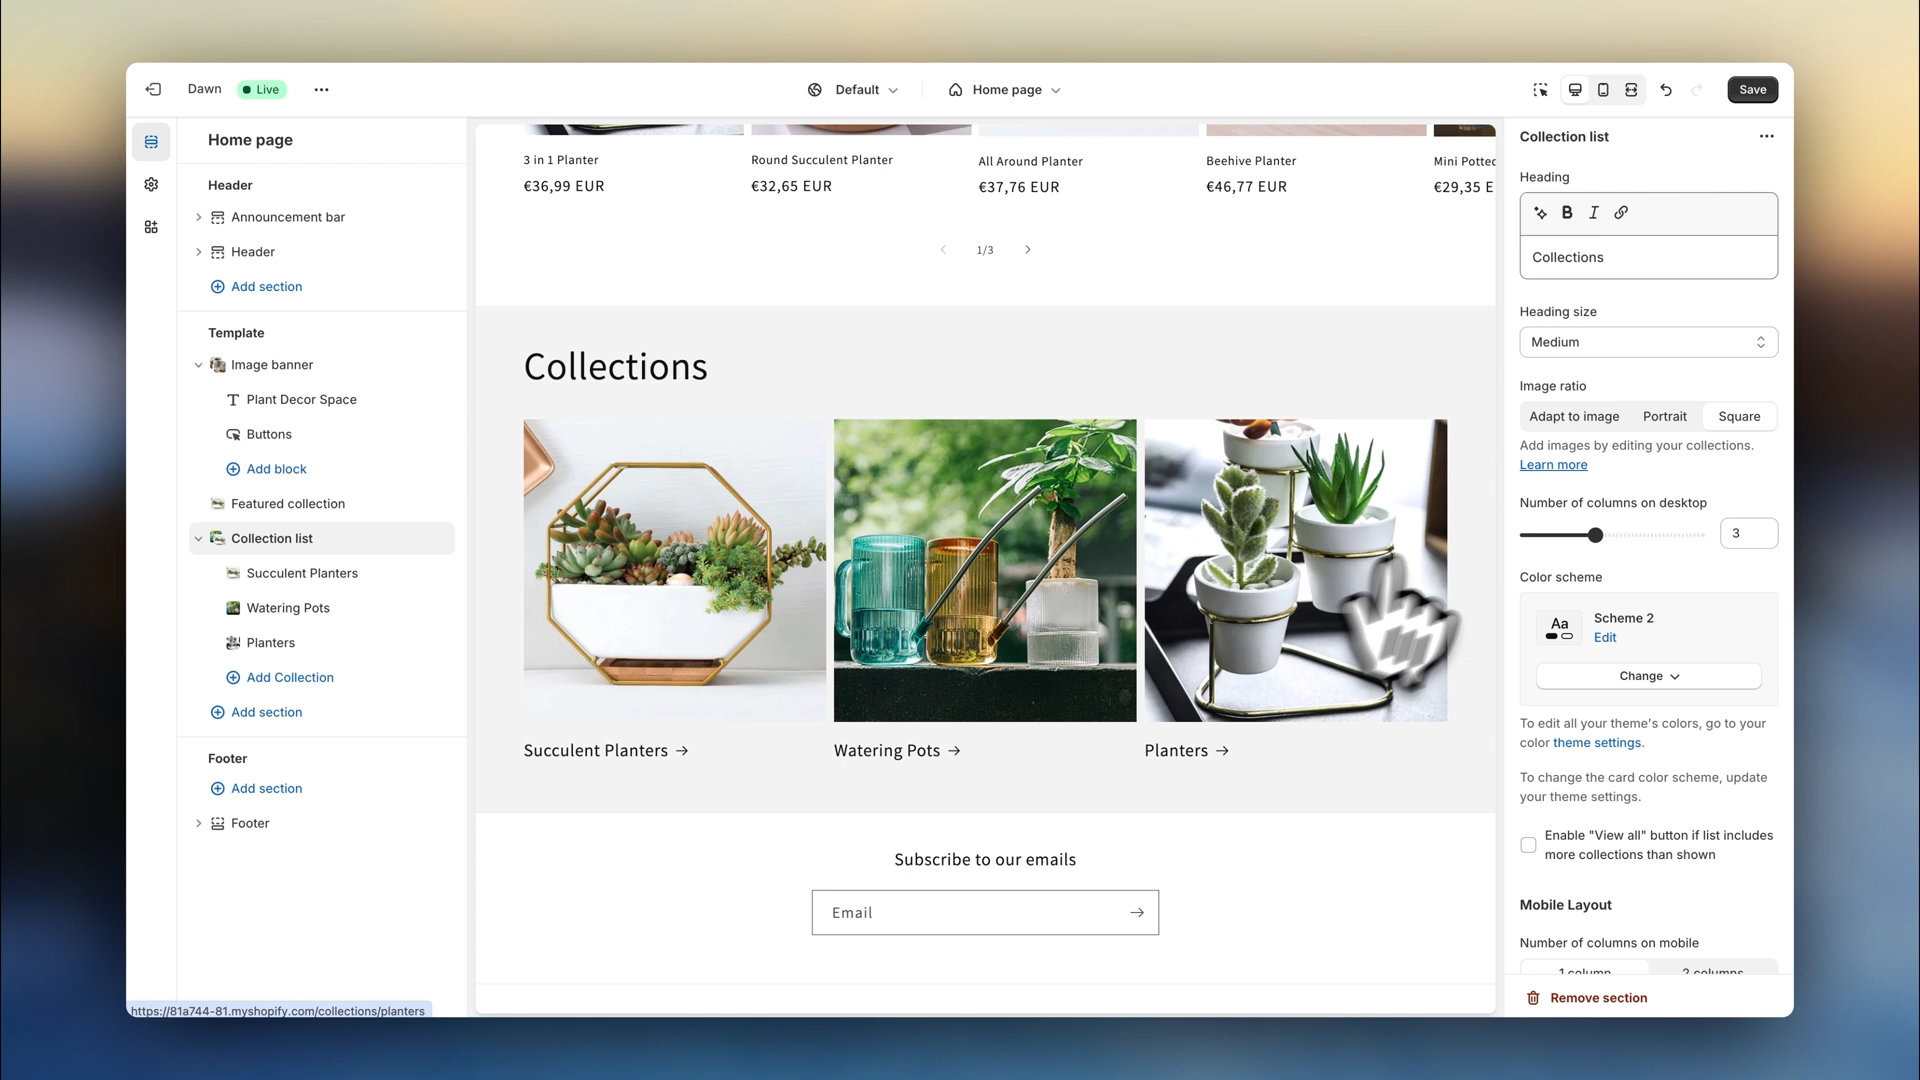 Dawn
Live
Default
Home page
Save
Home page
Header
Announcement bar
Header
Add section
Template
Image banner
Plant Decor Space
Buttons
Add block
Featured collection
Collection list
Succulent Planters
Watering Pots
Planters
Add Collection
Add section
Footer
Add section
Footer
https://81a744-81.myshopify.com/collections/planters
3 in 1 Planter
€36,99 EUR
Round Succulent Planter
€32,65 EUR
All Around Planter
€37,76 EUR
Beehive Planter
€46,77 EUR
Mini Potted
€29,35 E
1/3
Collections
Succulent Planters →
Watering Pots →
Planters →
Subscribe to our emails
Email
Collection list
Heading
B I
Collections
Heading size
Medium
Image ratio
Adapt to image Portrait Square
Add images by editing your collections.
Learn more
Number of columns on desktop
3
Color scheme
Aa
Scheme 2
Edit
Change
To edit all your theme's colors, go to your
color theme settings.
To change the card color scheme, update
your theme settings.
Enable "View all" button if list includes
more collections than shown
Mobile Layout
Number of columns on mobile
1 column 2 columns
Remove section